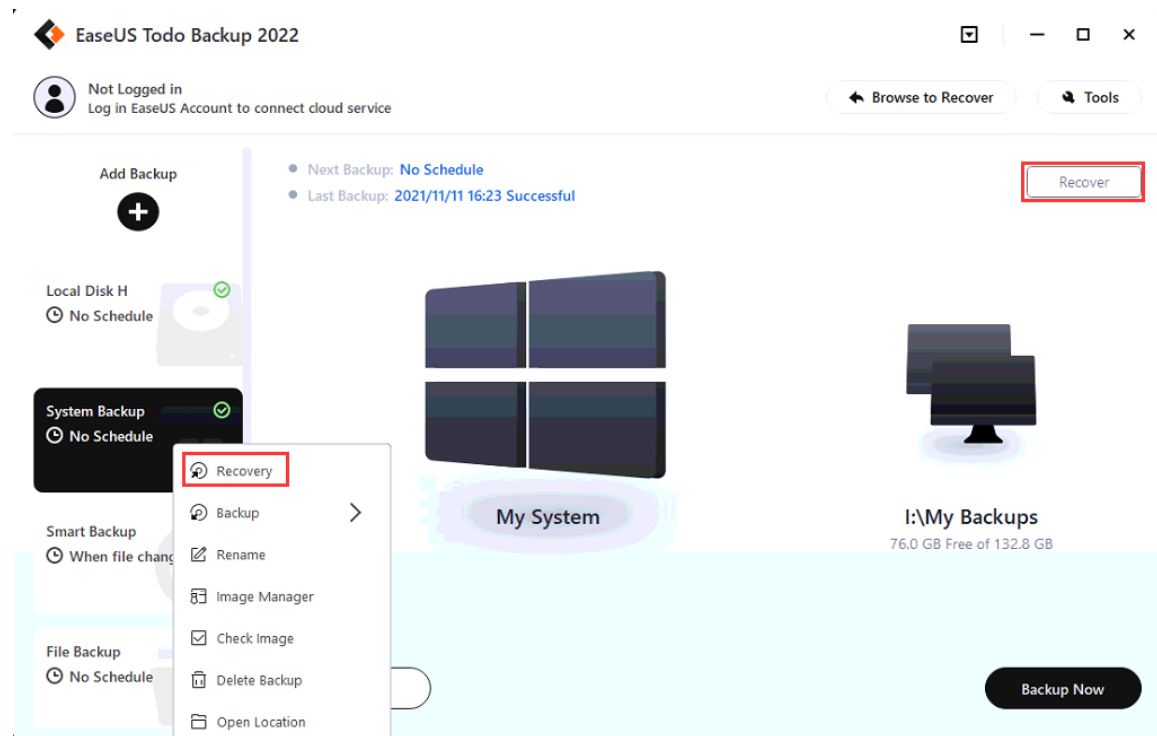 EaseUS Todo Backup 2022
Not Logged in
Log in EaseUS Account to connect cloud service
Browse to Recover
Tools
Add Backup
Next Backup: No Schedule
Last Backup: 2021/11/11 16:23 Successful
Recover
Local Disk H
No Schedule
System Backup
No Schedule
Recovery
Backup
Rename
Image Manager
Check Image
Delete Backup
Open Location
Smart Backup
When file chang
File Backup
No Schedule
My System
I:\My Backups
76.0 GB Free of 132.8 GB
Backup Now